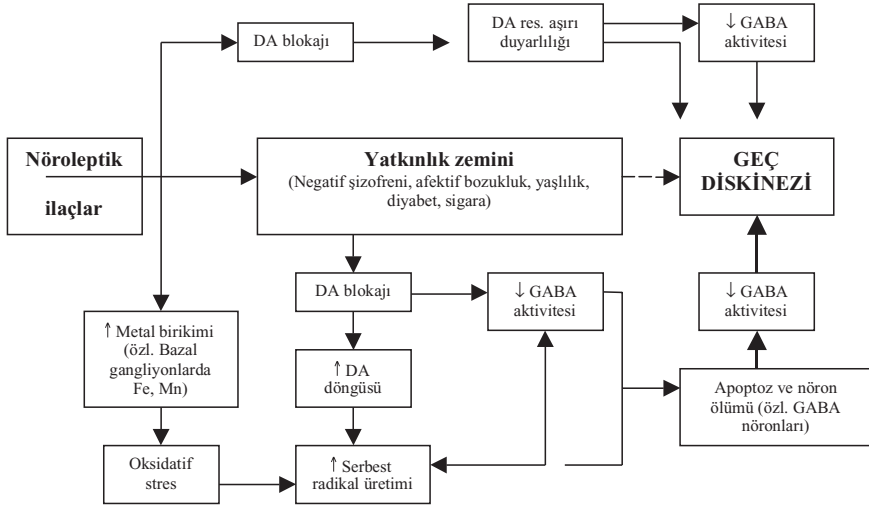 DA blokajı
DA res. aşırı
duyarlılığı
↓ GABA
aktivitesi
Nöroleptik
ilaçlar
Yatkınlık zemini
(Negatif şizofreni, afektif bozukluk, yaşlılık,
diyabet, sigara)
GEÇ
DİSKİNEZİ
DA blokajı
↓ GABA
aktivitesi
↓ GABA
aktivitesi
↑ Metal birikimi
(özl. Bazal
gangliyonlarda
Fe, Mn)
↑ DA
döngüsü
Apoptoz ve nöron
ölümü (özl. GABA
nöronları)
Oksidatif
stres
↑ Serbest
radikal üretimi